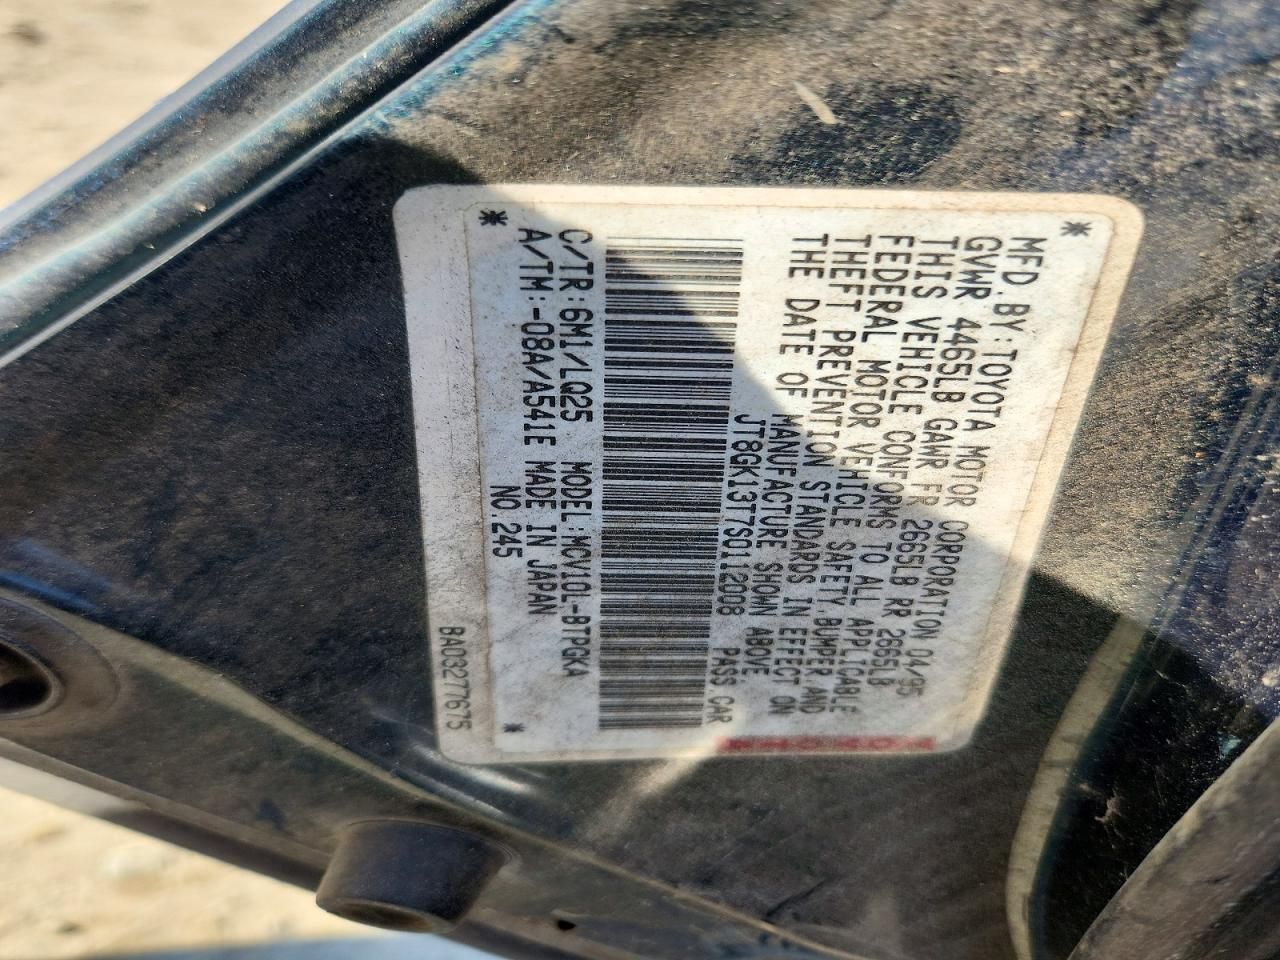 MFD.BY:TOYOTA MOTOR CORPORATION 04/95
GVWR 4465LB GAWR FR 2665LB RR 2655LB
THIS VEHICLE CONFORMS TO ALL APPLICABLE
FEDERAL MOTOR VEHICLE SAFETY,BUMPER,AND
THEFT PREVENTION STANDARDS IN EFFECT ON
THE DATE OF MANUFACTURE SHOWN ABOVE
JT8GK13T7S0112098 PASS.CAR
C/TR:6M1/LQ25 MODEL:MCV10L-BTPGKA
A/TM:-08A/A541E MADE IN JAPAN
NO.245
BA03277675